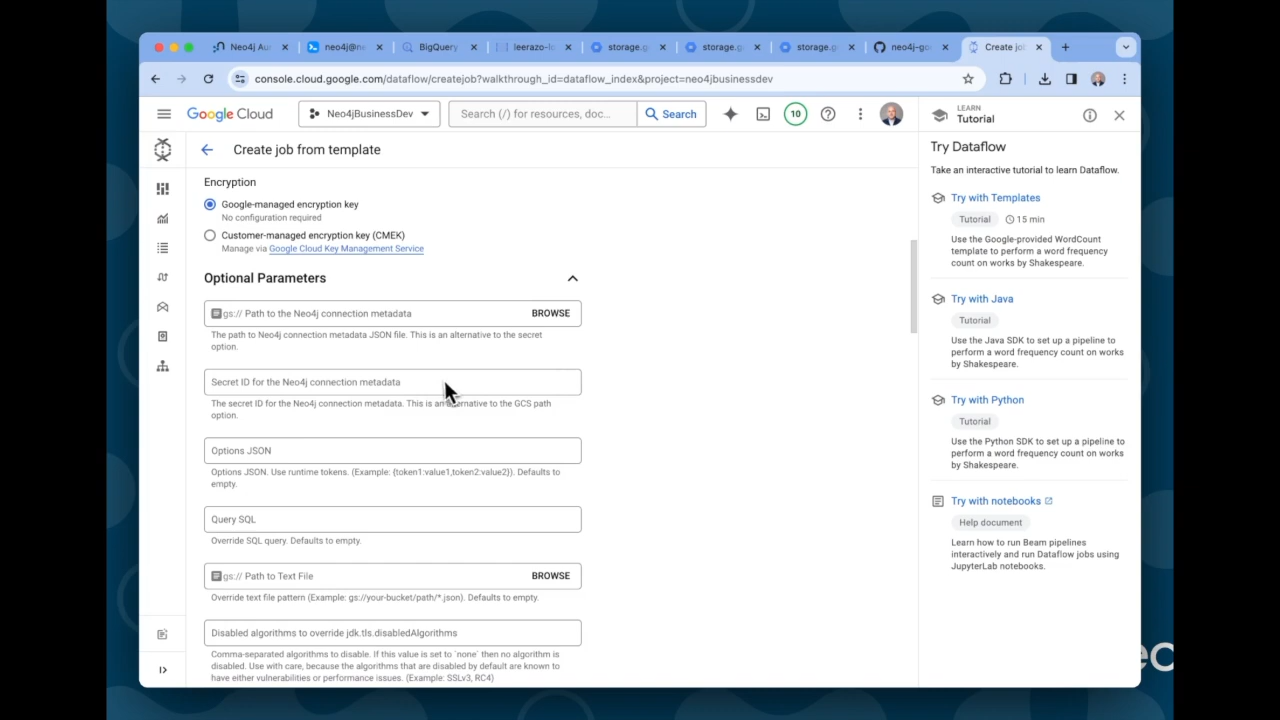 Neo4j Au
neo4j@ne
BigQuery
leerazo-lo
storage.g
storage.g
storage.g
neo4j-go
Create jo
console.cloud.google.com/dataflow/createjob?walkthrough_id=dataflow_index&project=neo4jbusinessdev
Google Cloud
Neo4jBusinessDev
Search (/) for resources, doc...
Search
10
LEARN
Tutorial
Create job from template
Encryption
Google-managed encryption key
No configuration required
Customer-managed encryption key (CMEK)
Manage via Google Cloud Key Management Service
Optional Parameters
gs:// Path to the Neo4j connection metadata BROWSE
The path to Neo4j connection metadata JSON file. This is an alternative to the secret
option.
Secret ID for the Neo4j connection metadata
The secret ID for the Neo4j connection metadata. This is an alternative to the GCS path
option.
Options JSON
Options JSON. Use runtime tokens. (Example: {token1:value1,token2:value2}). Defaults to
empty.
Query SQL
Override SQL query. Defaults to empty.
gs:// Path to Text File BROWSE
Override text file pattern (Example: gs://your-bucket/path/*.json). Defaults to empty.
Disabled algorithms to override jdk.tls.disabledAlgorithms
Comma-separated algorithms to disable. If this value is set to `none` then no algorithm is
disabled. Use with care, because the algorithms that are disabled by default are known to
have either vulnerabilities or performance issues. (Example: SSLv3, RC4)
Try Dataflow
Take an interactive tutorial to learn Dataflow.
Try with Templates
Tutorial 15 min
Use the Google-provided WordCount
template to perform a word frequency
count on works by Shakespeare.
Try with Java
Tutorial
Use the Java SDK to set up a pipeline to
perform a word frequency count on works
by Shakespeare.
Try with Python
Tutorial
Use the Python SDK to set up a pipeline to
perform a word frequency count on works by
Shakespeare.
Try with notebooks
Help document
Learn how to run Beam pipelines
interactively and run Dataflow jobs using
JupyterLab notebooks.